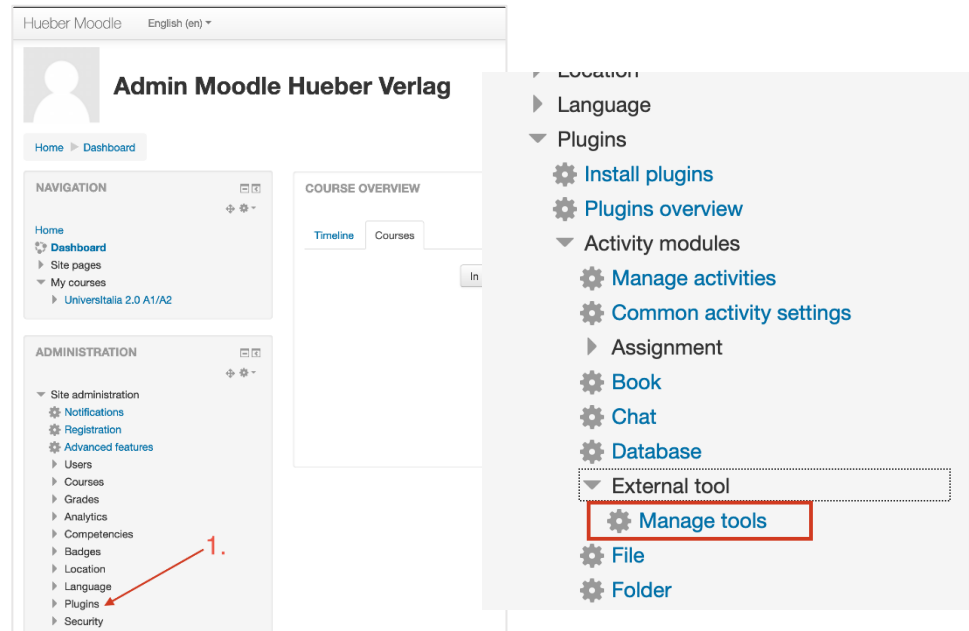 Hueber Moodle English (en)
Admin Moodle Hueber Verlag
Home Dashboard
NAVIGATION
Home
Dashboard
Site pages
My courses
UniversItalia 2.0 A1/A2
COURSE OVERVIEW
Timeline Courses
In
ADMINISTRATION
Site administration
Notifications
Registration
Advanced features
Users
Courses
Grades
Analytics
Competencies
Badges
Location
Language
Plugins
Security
1.
Location
Language
Plugins
Install plugins
Plugins overview
Activity modules
Manage activities
Common activity settings
Assignment
Book
Chat
Database
External tool
Manage tools
File
Folder